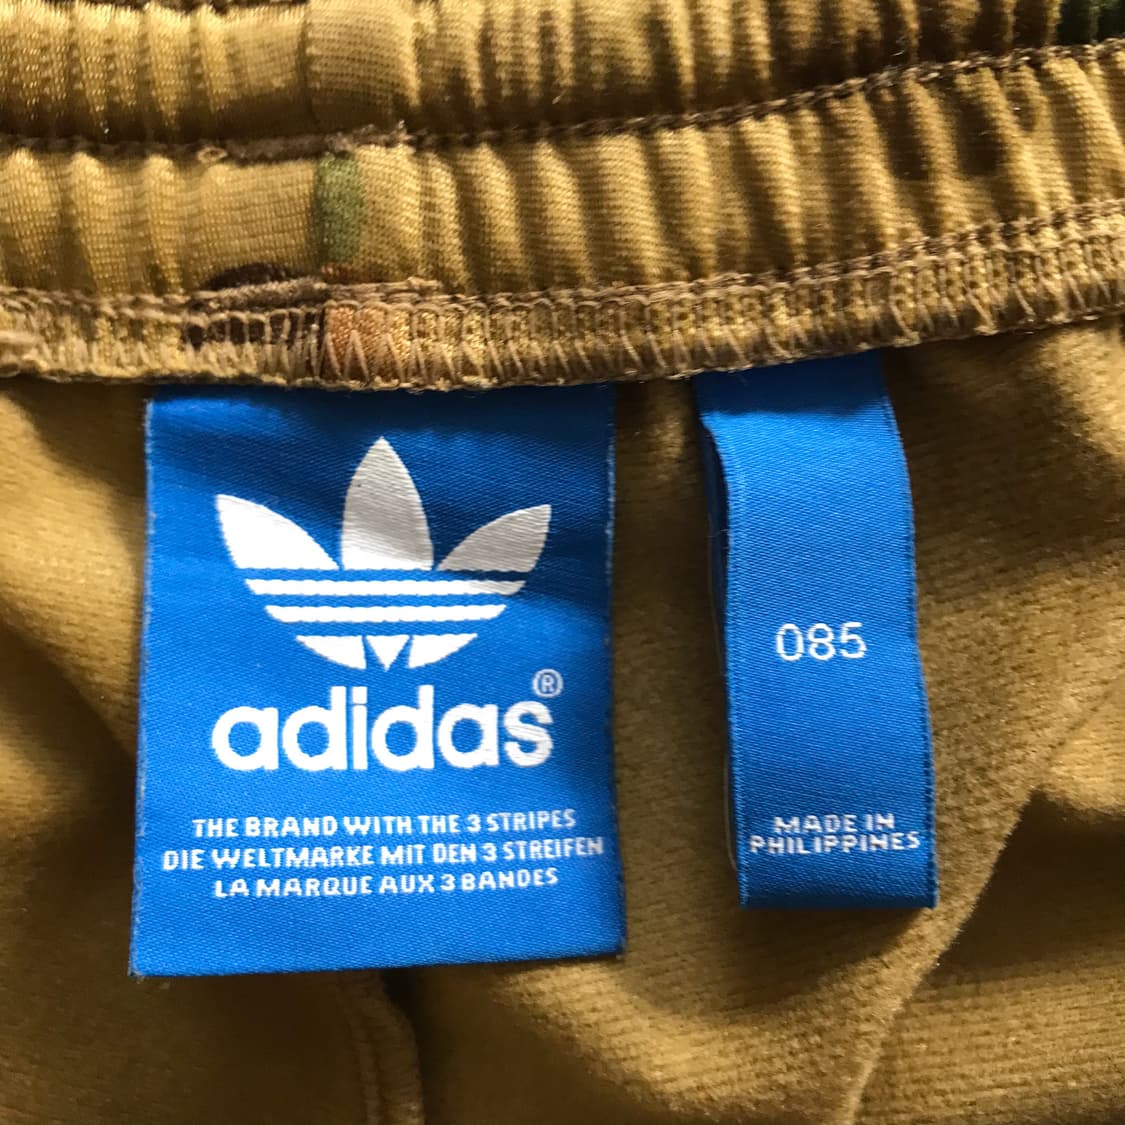 adidas®
THE BRAND WITH THE 3 STRIPES
DIE WELTMARKE MIT DEN 3 STREIFEN
LA MARQUE AUX 3 BANDES
085
MADE IN
PHILIPPINES